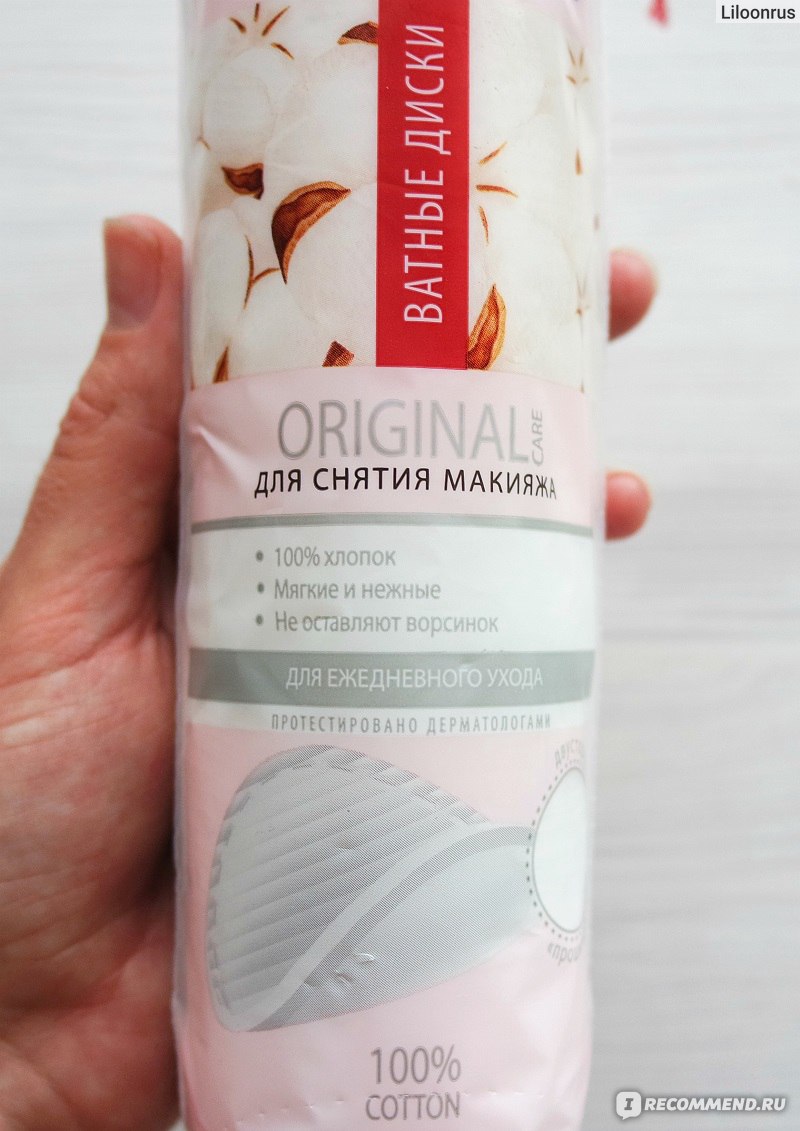 Liloonrus
ВАТНЫЕ ДИСКИ
ORIGINAL
CARE
ДЛЯ СНЯТИЯ МАКИЯЖА
• 100% хлопок
• Мягкие и нежные
• Не оставляют ворсинок
ДЛЯ ЕЖЕДНЕВНОГО УХОДА
ПРОТЕСТИРОВАНО ДЕРМАТОЛОГАМИ
100%
COTTON
IRECOMMEND.RU